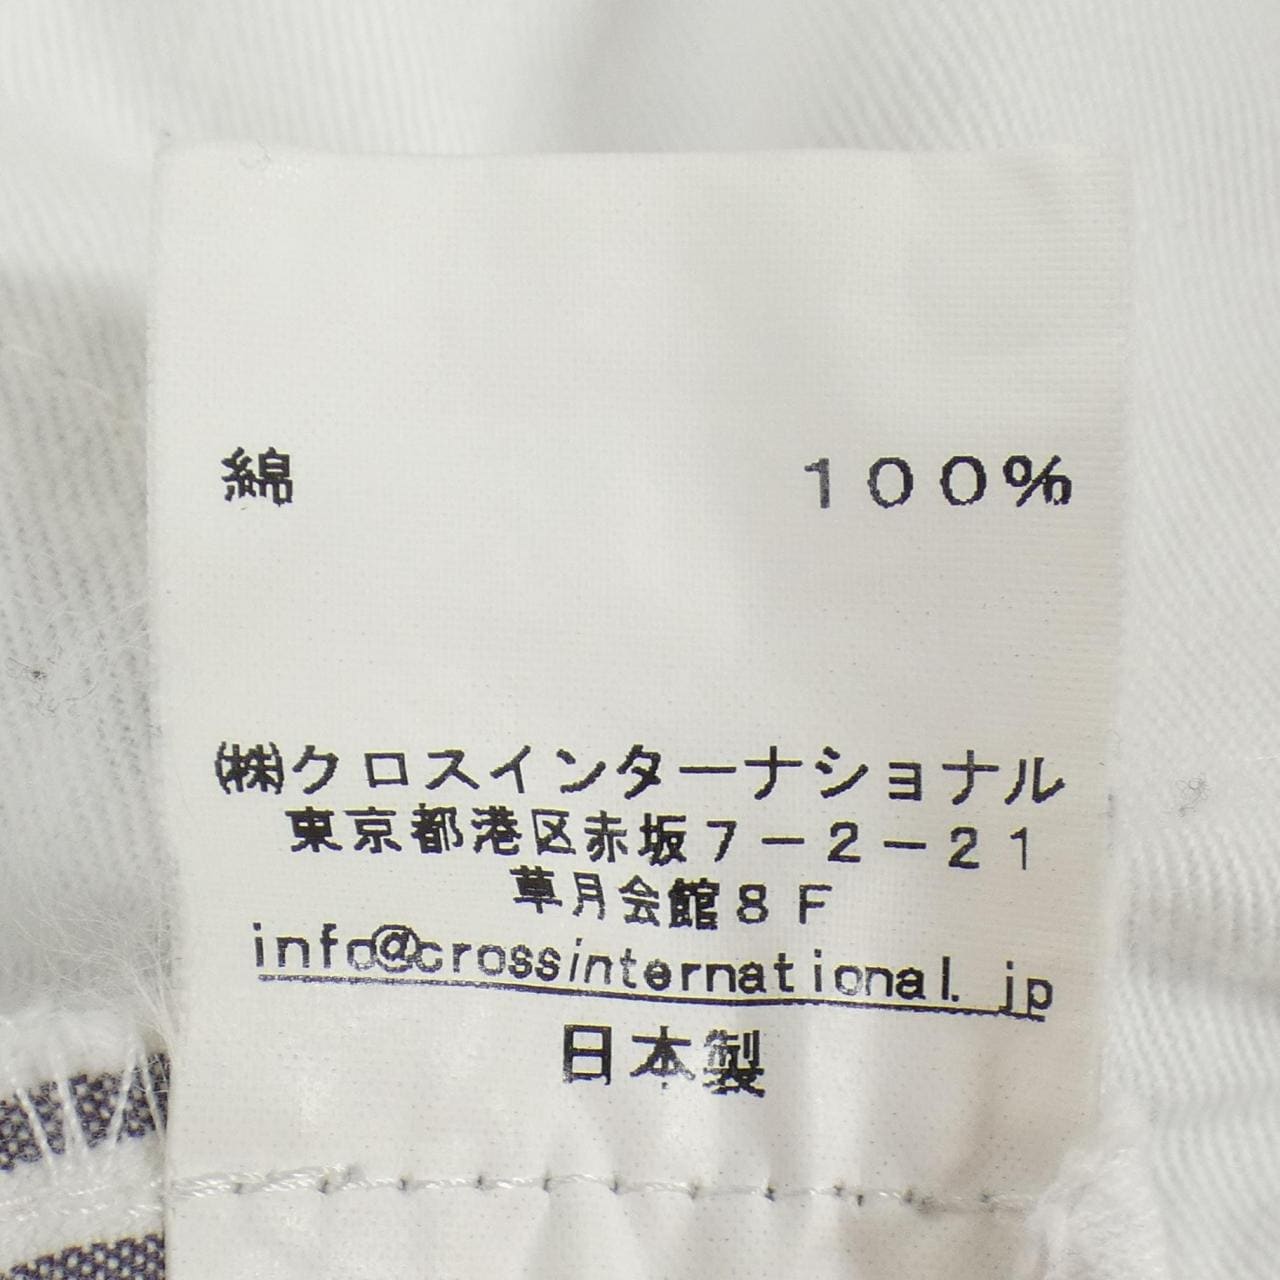 綿 100%
㈱クロスインターナショナル
東京都港区赤坂7-2-21
草月会館8F
info@crossinternational.jp
日本製